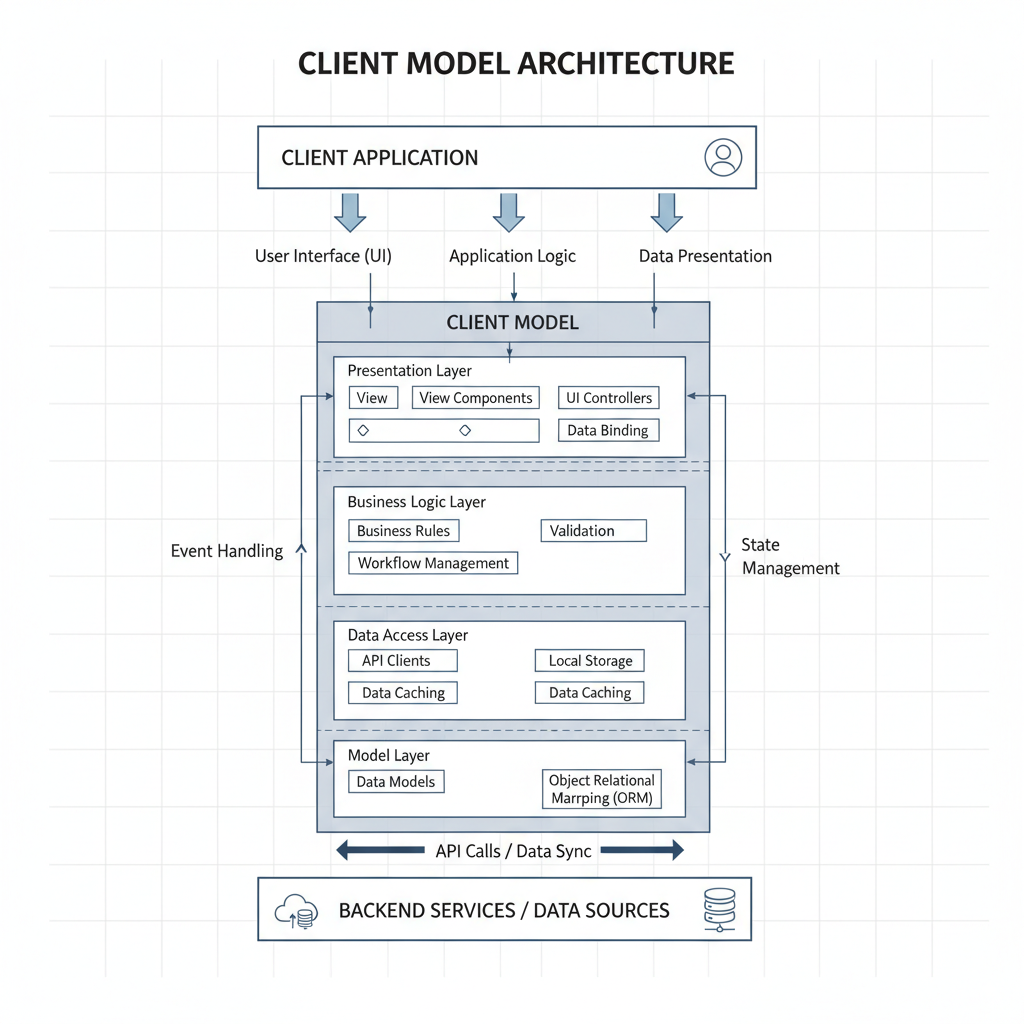 CLIENT MODEL ARCHITECTURE
CLIENT APPLICATION
User Interface (UI)
Application Logic
Data Presentation
CLIENT MODEL
Presentation Layer
View
View Components
UI Controllers
Data Binding
Business Logic Layer
Business Rules
Validation
Workflow Management
Event Handling
State
Management
Data Access Layer
API Clients
Local Storage
Data Caching
Data Caching
Model Layer
Data Models
Object Relational
Marrping (ORM)
API Calls / Data Sync
BACKEND SERVICES / DATA SOURCES